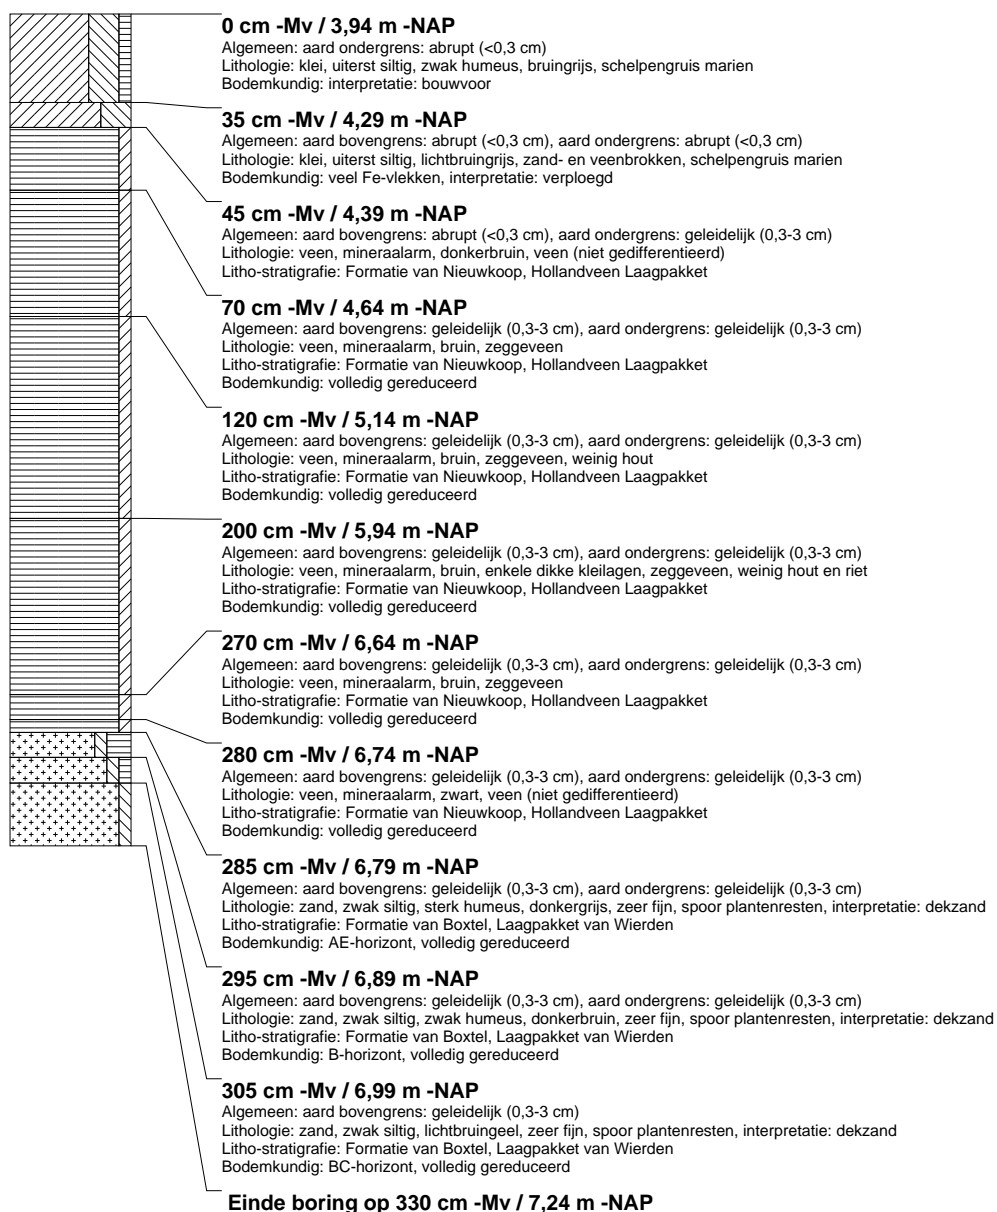 0 cm -Mv / 3,94 m -NAP
Algemeen: aard ondergrens: abrupt (<0,3 cm)
Lithologie: klei, uiterst siltig, zwak humeus, bruingrijs, schelpengruis marien
Bodemkundig: interpretatie: bouwvoor
35 cm -Mv / 4,29 m -NAP
Algemeen: aard bovengrens: abrupt (<0,3 cm), aard ondergrens: abrupt (<0,3 cm)
Lithologie: klei, uiterst siltig, lichtbruingrijs, zand- en veenbrokken, schelpengruis marien
Bodemkundig: veel Fe-vlekken, interpretatie: verploegd
45 cm -Mv / 4,39 m -NAP
Algemeen: aard bovengrens: abrupt (<0,3 cm), aard ondergrens: geleidelijk (0,3-3 cm)
Lithologie: veen, mineraalarm, donkerbruin, veen (niet gedifferentieerd)
Litho-stratigrafie: Formatie van Nieuwkoop, Hollandveen Laagpakket
70 cm -Mv / 4,64 m -NAP
Algemeen: aard bovengrens: geleidelijk (0,3-3 cm), aard ondergrens: geleidelijk (0,3-3 cm)
Lithologie: veen, mineraalarm, bruin, zeggeveen
Litho-stratigrafie: Formatie van Nieuwkoop, Hollandveen Laagpakket
Bodemkundig: volledig gereduceerd
120 cm -Mv / 5,14 m -NAP
Algemeen: aard bovengrens: geleidelijk (0,3-3 cm), aard ondergrens: geleidelijk (0,3-3 cm)
Lithologie: veen, mineraalarm, bruin, zeggeveen, weinig hout
Litho-stratigrafie: Formatie van Nieuwkoop, Hollandveen Laagpakket
Bodemkundig: volledig gereduceerd
200 cm -Mv / 5,94 m -NAP
Algemeen: aard bovengrens: geleidelijk (0,3-3 cm), aard ondergrens: geleidelijk (0,3-3 cm)
Lithologie: veen, mineraalarm, bruin, enkele dikke kleilagen, zeggeveen, weinig hout en riet
Litho-stratigrafie: Formatie van Nieuwkoop, Hollandveen Laagpakket
Bodemkundig: volledig gereduceerd
270 cm -Mv / 6,64 m -NAP
Algemeen: aard bovengrens: geleidelijk (0,3-3 cm), aard ondergrens: geleidelijk (0,3-3 cm)
Lithologie: veen, mineraalarm, bruin, zeggeveen
Litho-stratigrafie: Formatie van Nieuwkoop, Hollandveen Laagpakket
Bodemkundig: volledig gereduceerd
280 cm -Mv / 6,74 m -NAP
Algemeen: aard bovengrens: geleidelijk (0,3-3 cm), aard ondergrens: geleidelijk (0,3-3 cm)
Lithologie: veen, mineraalarm, zwart, veen (niet gedifferentieerd)
Litho-stratigrafie: Formatie van Nieuwkoop, Hollandveen Laagpakket
Bodemkundig: volledig gereduceerd
285 cm -Mv / 6,79 m -NAP
Algemeen: aard bovengrens: geleidelijk (0,3-3 cm), aard ondergrens: geleidelijk (0,3-3 cm)
Lithologie: zand, zwak siltig, sterk humeus, donkergrijs, zeer fijn, spoor plantenresten, interpretatie: dekzand
Litho-stratigrafie: Formatie van Boxtel, Laagpakket van Wierden
Bodemkundig: AE-horizont, volledig gereduceerd
295 cm -Mv / 6,89 m -NAP
Algemeen: aard bovengrens: geleidelijk (0,3-3 cm), aard ondergrens: geleidelijk (0,3-3 cm)
Lithologie: zand, zwak siltig, zwak humeus, donkerbruin, zeer fijn, spoor plantenresten, interpretatie: dekzand
Litho-stratigrafie: Formatie van Boxtel, Laagpakket van Wierden
Bodemkundig: B-horizont, volledig gereduceerd
305 cm -Mv / 6,99 m -NAP
Algemeen: aard bovengrens: geleidelijk (0,3-3 cm)
Lithologie: zand, zwak siltig, lichtbruingeel, zeer fijn, spoor plantenresten, interpretatie: dekzand
Litho-stratigrafie: Formatie van Boxtel, Laagpakket van Wierden
Bodemkundig: BC-horizont, volledig gereduceerd
Einde boring op 330 cm -Mv / 7,24 m -NAP